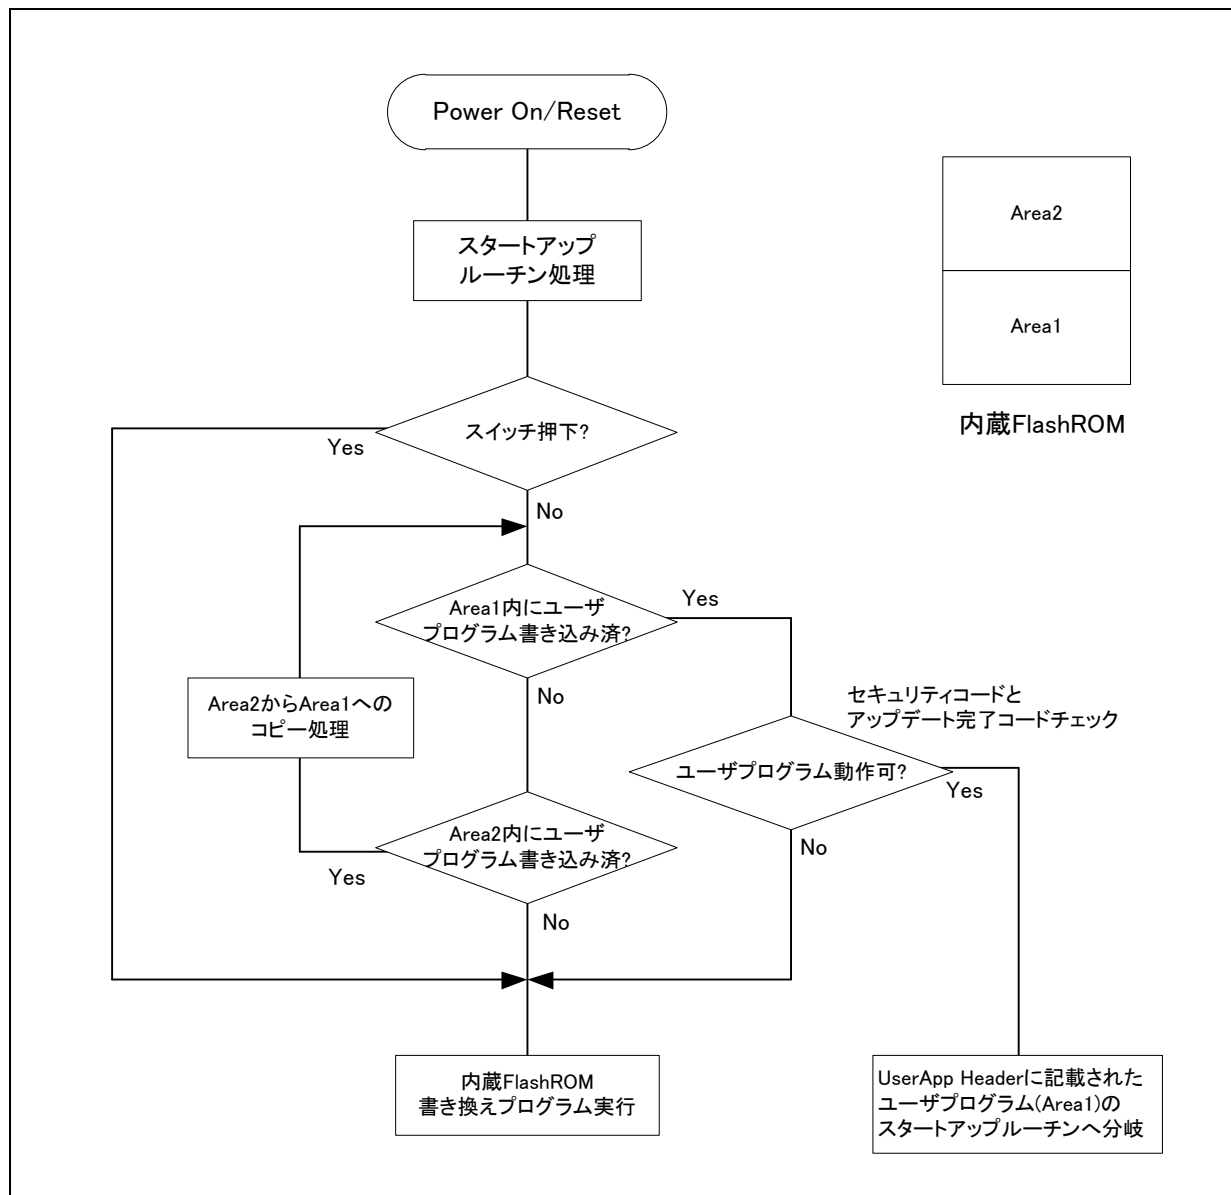 Power On/Reset
スタートアップ
ルーチン処理
Area2
Area1
内蔵FlashROM
スイッチ押下?
Yes
No
Area1内にユーザ
プログラム書き込み済?
Yes
No
Area2からArea1への
コピー処理
セキュリティコードと
アップデート完了コードチェック
ユーザプログラム動作可?
Yes
No
Area2内にユーザ
プログラム書き込み済?
Yes
No
内蔵FlashROM
書き換えプログラム実行
UserApp Headerに記載された
ユーザプログラム(Area1)の
スタートアップルーチンへ分岐